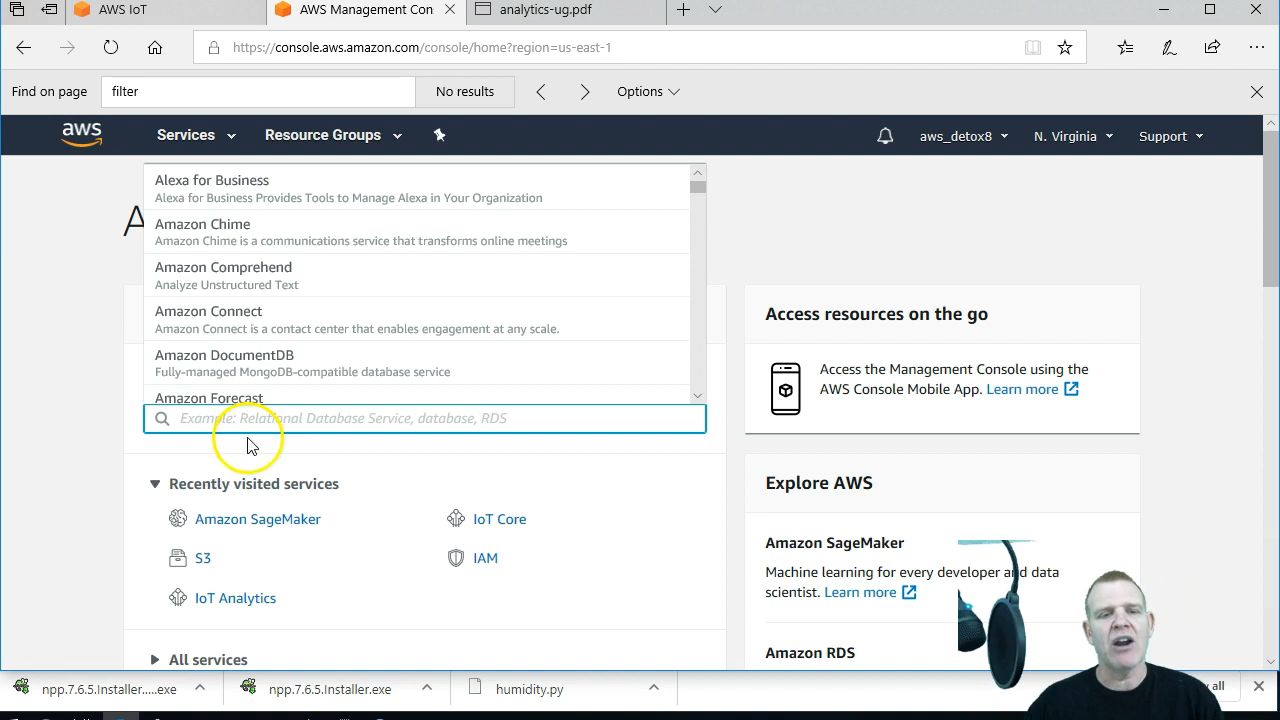 AWS IoT
AWS Management Con
analytics-ug.pdf
https://console.aws.amazon.com/console/home?region=us-east-1
Find on page
filter
No results
Options
aws
Services
Resource Groups
aws_detox8
N. Virginia
Support
A
Alexa for Business
Alexa for Business Provides Tools to Manage Alexa in Your Organization
Amazon Chime
Amazon Chime is a communications service that transforms online meetings
Amazon Comprehend
Analyze Unstructured Text
Amazon Connect
Amazon Connect is a contact center that enables engagement at any scale.
Amazon DocumentDB
Fully-managed MongoDB-compatible database service
Amazon Forecast
Example: Relational Database Service, database, RDS
Recently visited services
Amazon SageMaker
IoT Core
S3
IAM
IoT Analytics
All services
Access resources on the go
Access the Management Console using the
AWS Console Mobile App. Learn more
Explore AWS
Amazon SageMaker
Machine learning for every developer and data
scientist. Learn more
Amazon RDS
npp.7.6.5.Installer.....exe
npp.7.6.5.Installer.exe
humidity.py
all